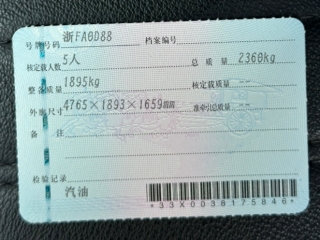 号牌号码 浙FA0D88 档案编号
核定载人数 5人 总质量 2360kg
整备质量 1895kg 核定载质量 --
外廓尺寸 4765×1893×1659mm 准牵引总质量 --
备注
检验记录
汽油
*33X0038175846*